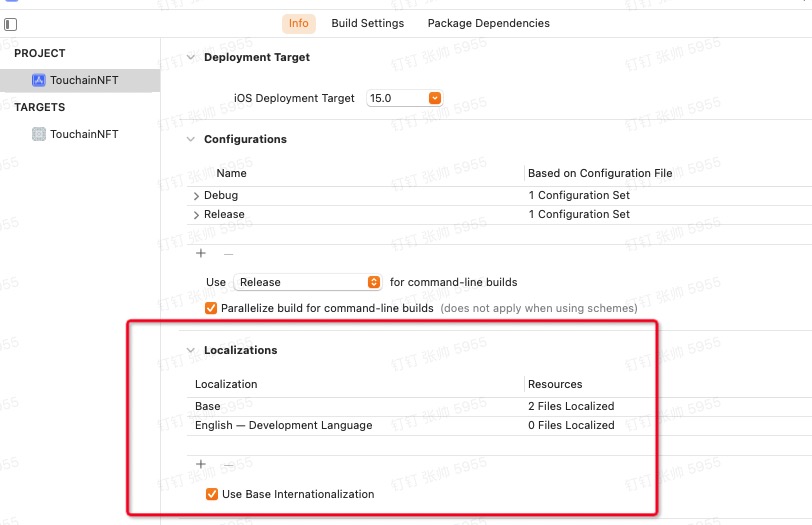 Info Build Settings Package Dependencies
PROJECT
TouchainNFT
TARGETS
TouchainNFT
Deployment Target
iOS Deployment Target 15.0
Configurations
Name Based on Configuration File
Debug 1 Configuration Set
Release 1 Configuration Set
+ —
Use Release for command-line builds
Parallelize build for command-line builds (does not apply when using schemes)
Localizations
Localization Resources
Base 2 Files Localized
English — Development Language 0 Files Localized
+ —
Use Base Internationalization
钉钉 张帅 5955